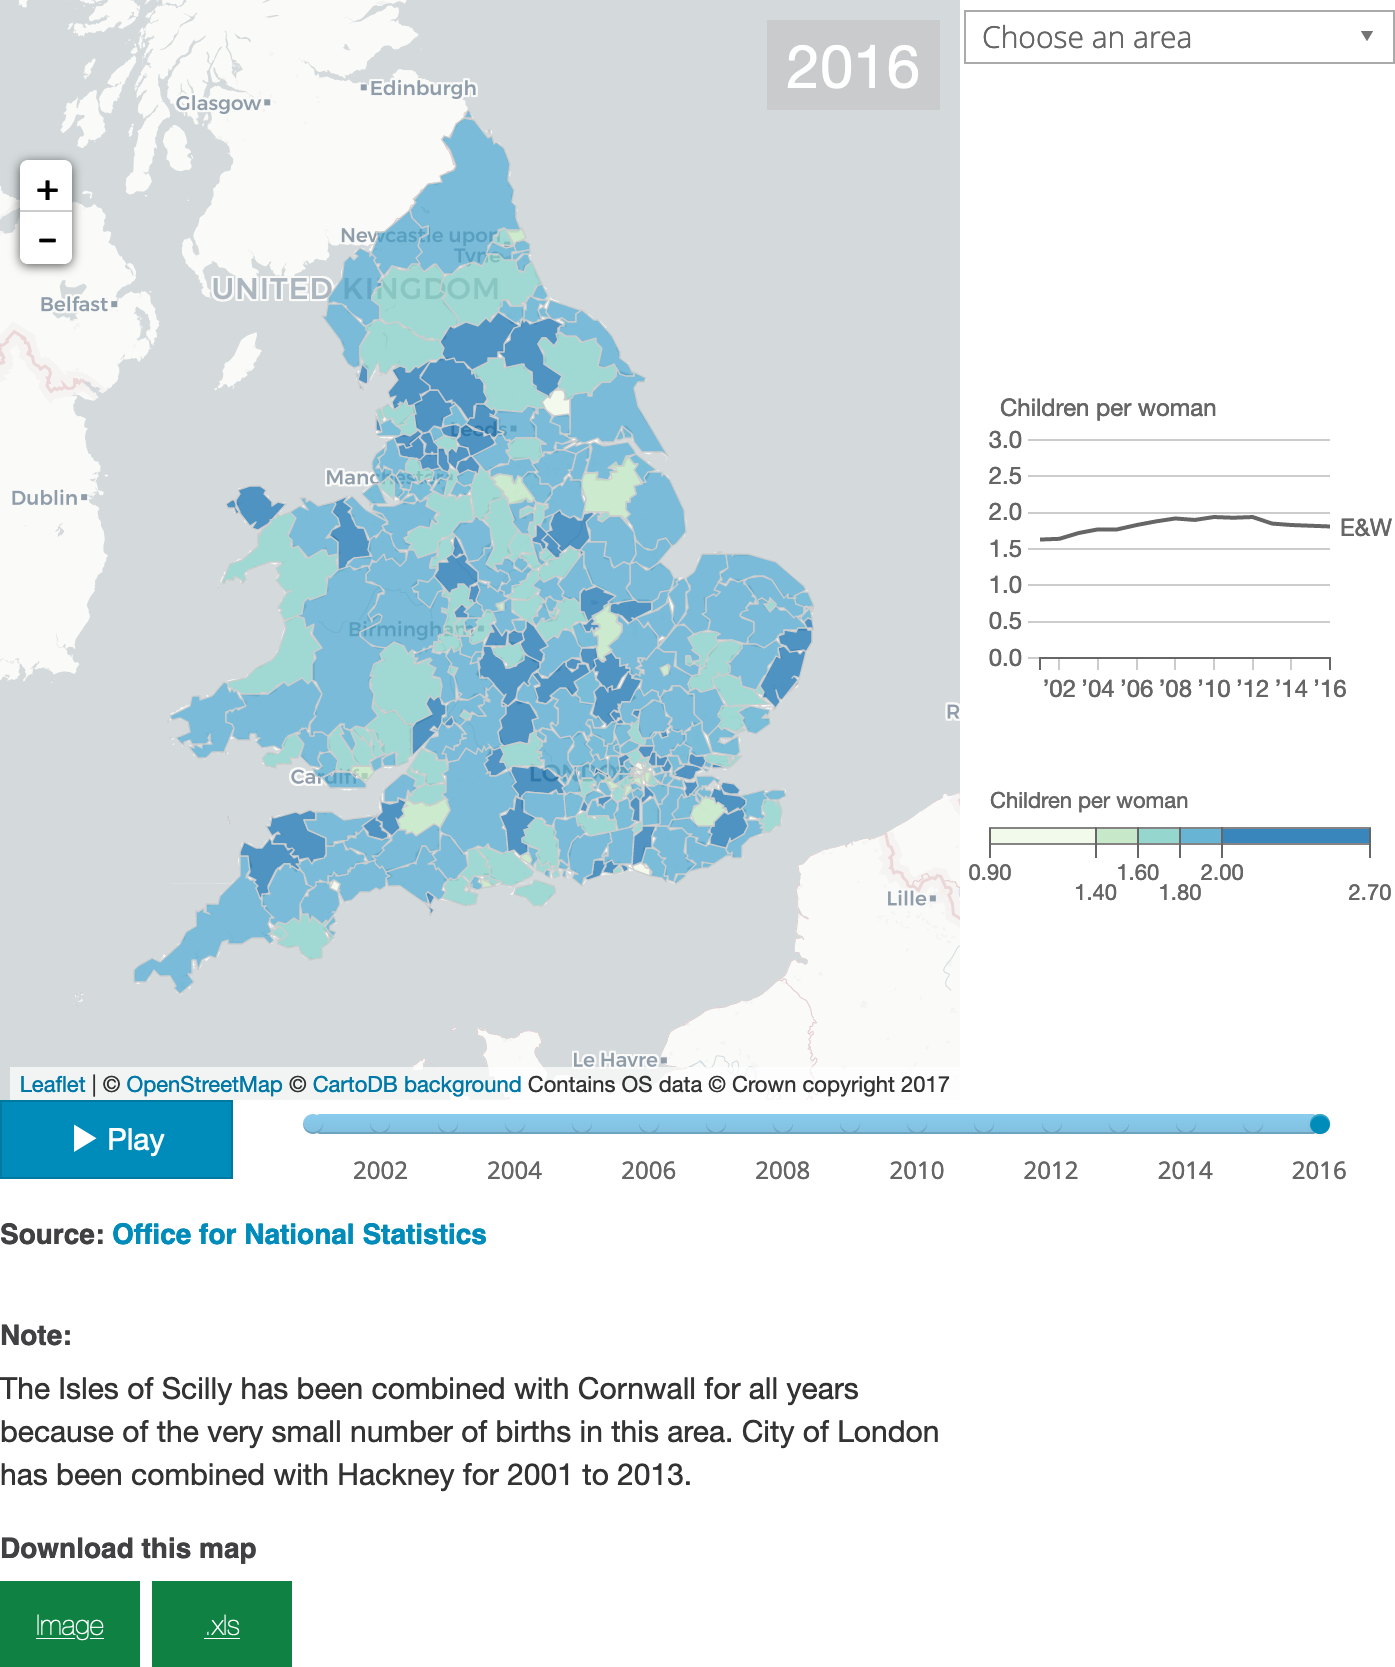 2016
Choose an area
Edinburgh
Glasgow
+
−
Newcastle upon
Tyne
UNITED KINGDOM
Belfast
Leeds
Manchester
Dublin
Birmingham
Cardiff
LONDON
R
Lille
Le Havre
Children per woman
3.0
2.5
2.0
1.5
1.0
0.5
0.0
E&W
'02 '04 '06 '08 '10 '12 '14 '16
Children per woman
0.90 1.60 2.00
1.40 1.80 2.70
Leaflet | © OpenStreetMap © CartoDB background Contains OS data © Crown copyright 2017
Play
2002 2004 2006 2008 2010 2012 2014 2016
Source: Office for National Statistics
Note:
The Isles of Scilly has been combined with Cornwall for all years
because of the very small number of births in this area. City of London
has been combined with Hackney for 2001 to 2013.
Download this map
Image .xls